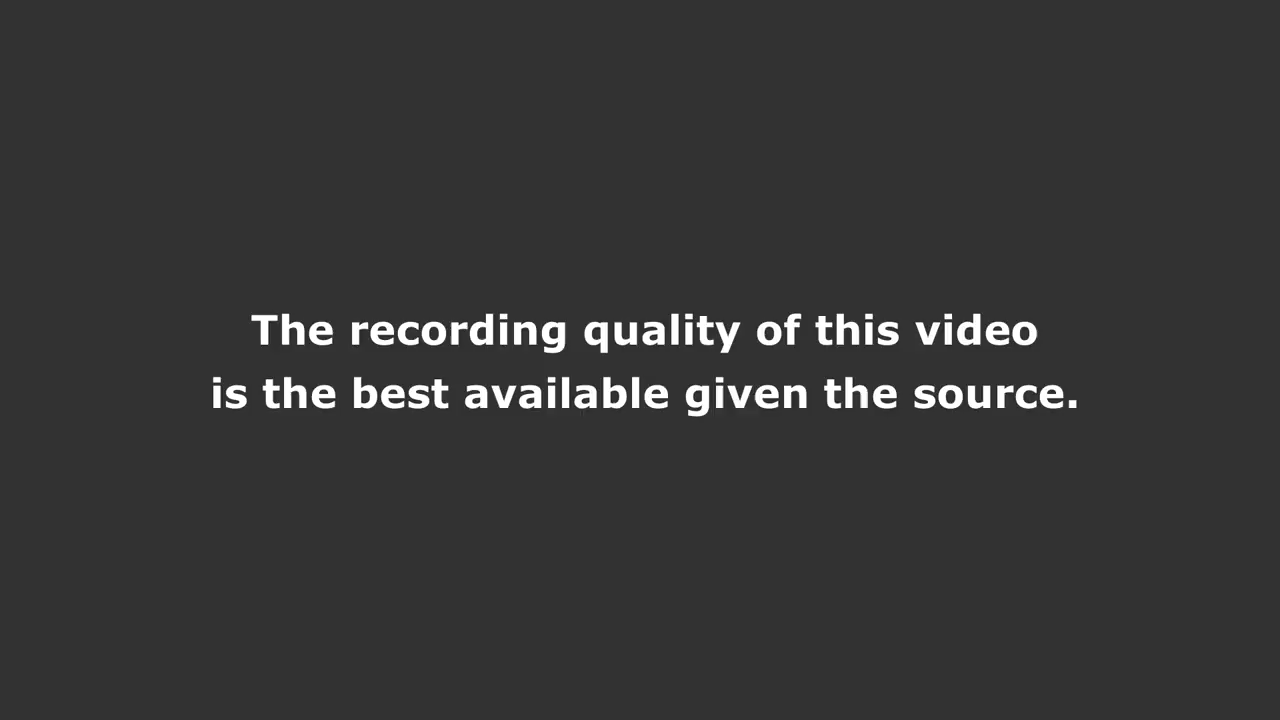 The recording quality of this video
is the best available given the source.